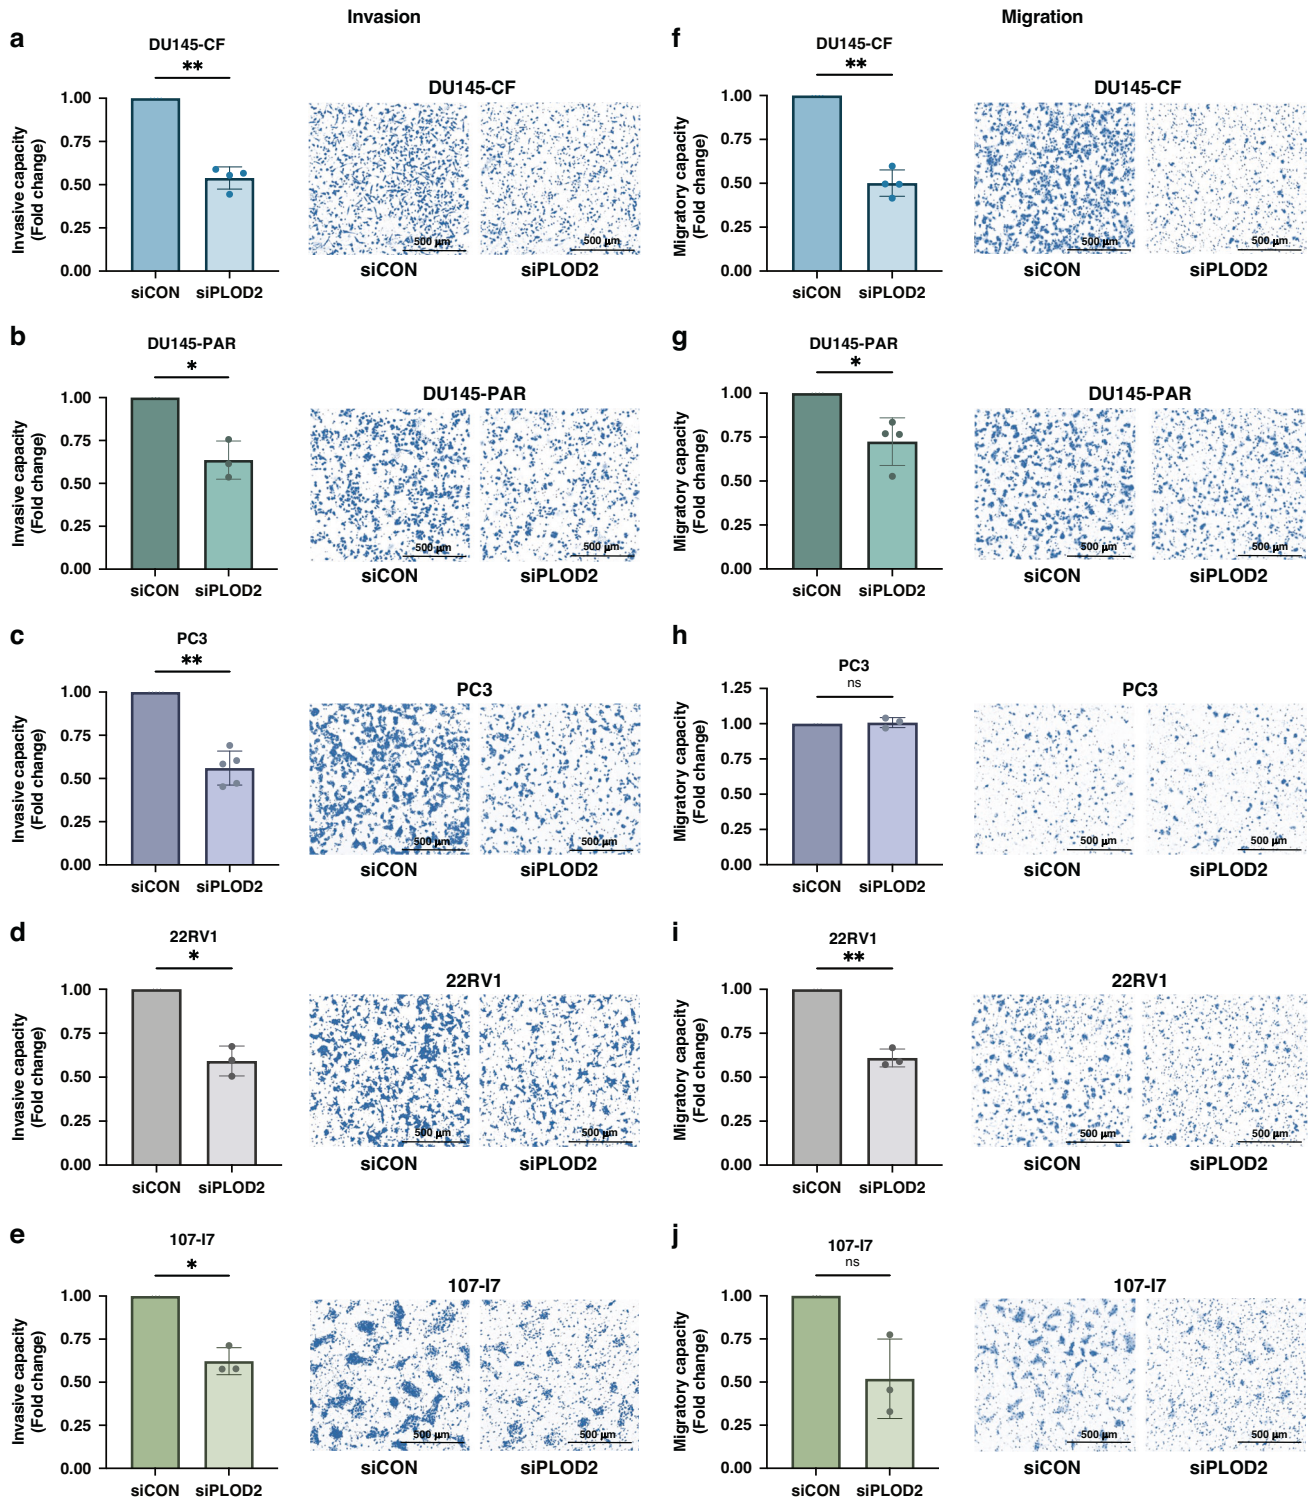 Invasion
Migration
a
DU145-CF
**
1.00
0.75
0.50
0.25
0.00
Invasive capacity
(Fold change)
siCON siPLOD2
DU145-CF
500 µm 500 µm
siCON siPLOD2
f
DU145-CF
**
1.00
0.75
0.50
0.25
0.00
Migratory capacity
(Fold change)
siCON siPLOD2
DU145-CF
500 µm 500 µm
siCON siPLOD2
b
DU145-PAR
*
1.00
0.75
0.50
0.25
0.00
Invasive capacity
(Fold change)
siCON siPLOD2
DU145-PAR
500 µm 500 µm
siCON siPLOD2
g
DU145-PAR
*
1.00
0.75
0.50
0.25
0.00
Migratory capacity
(Fold change)
siCON siPLOD2
DU145-PAR
500 µm 500 µm
siCON siPLOD2
c
PC3
**
1.00
0.75
0.50
0.25
0.00
Invasive capacity
(Fold change)
siCON siPLOD2
PC3
500 µm 500 µm
siCON siPLOD2
h
PC3
ns
1.25
1.00
0.75
0.50
0.25
0.00
Migratory capacity
(Fold change)
siCON siPLOD2
PC3
500 µm 500 µm
siCON siPLOD2
d
22RV1
*
1.00
0.75
0.50
0.25
0.00
Invasive capacity
(Fold change)
siCON siPLOD2
22RV1
500 µm 500 µm
siCON siPLOD2
i
22RV1
**
1.00
0.75
0.50
0.25
0.00
Migratory capacity
(Fold change)
siCON siPLOD2
22RV1
500 µm 500 µm
siCON siPLOD2
e
107-I7
*
1.00
0.75
0.50
0.25
0.00
Invasive capacity
(Fold change)
siCON siPLOD2
107-I7
500 µm 500 µm
siCON siPLOD2
j
107-I7
ns
1.00
0.75
0.50
0.25
0.00
Migratory capacity
(Fold change)
siCON siPLOD2
107-I7
500 µm 500 µm
siCON siPLOD2